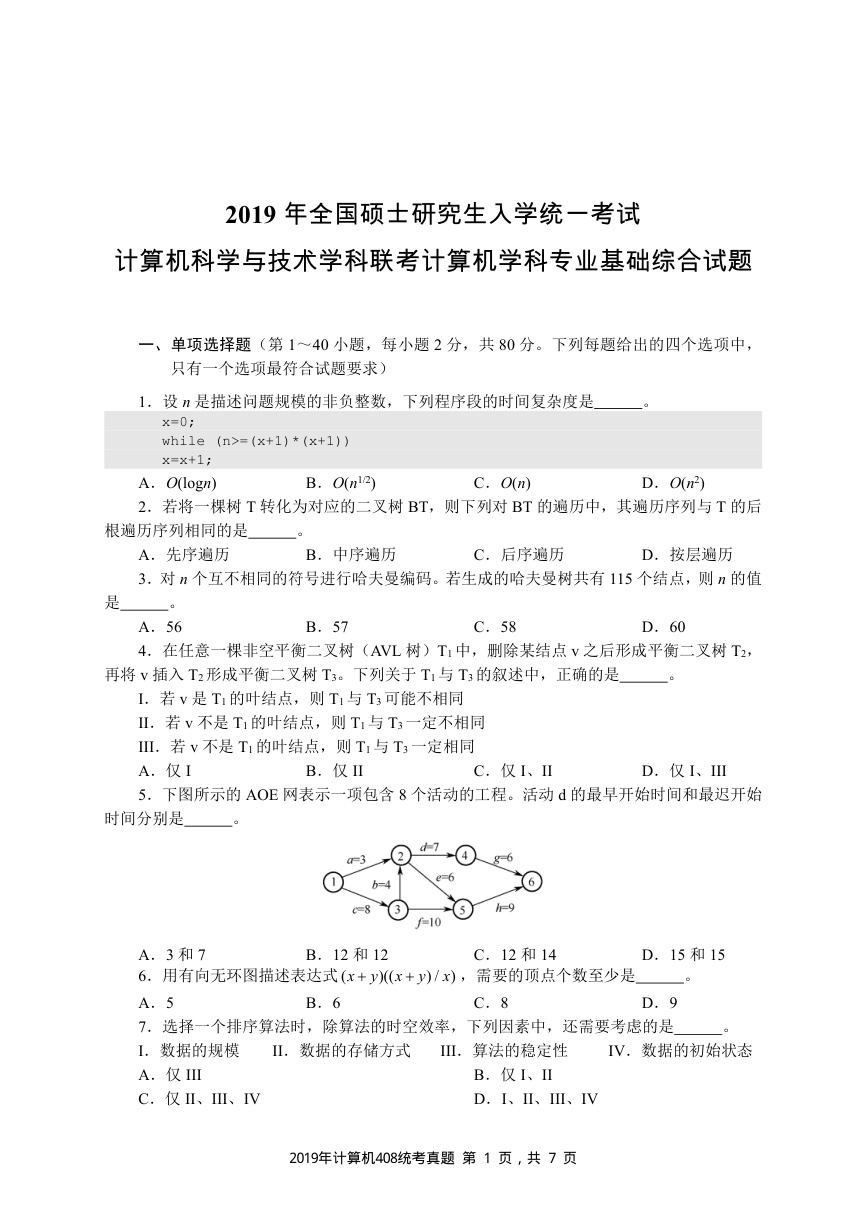 2019 年全国硕士研究生入学统一考试
计算机科学与技术学科联考计算机学科专业基础综合试题
一、单项选择题（第 1～40 小题，每小题 2 分，共 80 分。下列每题给出的四个选项中，
只有一个选项最符合试题要求）
1．设 n 是描述问题规模的非负整数，下列程序段的时间复杂度是______。
x=0;
while (n>=(x+1)*(x+1))
x=x+1;
A．O(logn) B．O(n¹ᐟ²) C．O(n) D．O(n²)
2．若将一棵树 T 转化为对应的二叉树 BT，则下列对 BT 的遍历中，其遍历序列与 T 的后
根遍历序列相同的是______。
A．先序遍历 B．中序遍历 C．后序遍历 D．按层遍历
3．对 n 个互不相同的符号进行哈夫曼编码。若生成的哈夫曼树共有 115 个结点，则 n 的值
是______。
A．56 B．57 C．58 D．60
4．在任意一棵非空平衡二叉树（AVL 树）T₁中，删除某结点 v 之后形成平衡二叉树 T₂，
再将 v 插入 T₂形成平衡二叉树 T₃。下列关于 T₁与 T₃的叙述中，正确的是______。
I．若 v 是 T₁的叶结点，则 T₁与 T₃可能不相同
II．若 v 不是 T₁的叶结点，则 T₁与 T₃一定不相同
III．若 v 不是 T₁的叶结点，则 T₁与 T₃一定相同
A．仅 I B．仅 II C．仅 I、II D．仅 I、III
5．下图所示的 AOE 网表示一项包含 8 个活动的工程。活动 d 的最早开始时间和最迟开始
时间分别是______。
a=3 2 d=7 4 g=6
1 b=4 e=6 6
c=8 3 f=10 5 h=9
A．3 和 7 B．12 和 12 C．12 和 14 D．15 和 15
6．用有向无环图描述表达式 (x + y)((x + y) / x)，需要的顶点个数至少是______。
A．5 B．6 C．8 D．9
7．选择一个排序算法时，除算法的时空效率，下列因素中，还需要考虑的是______。
I．数据的规模 II．数据的存储方式 III．算法的稳定性 IV．数据的初始状态
A．仅 III B．仅 I、II
C．仅 II、III、IV D．I、II、III、IV
2019年计算机408统考真题 第 1 页，共 7 页